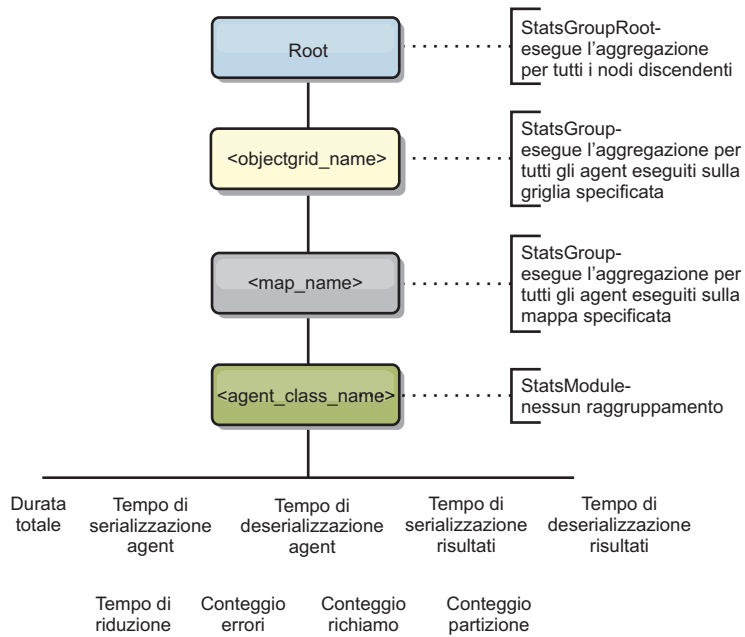 Root
StatsGroupRoot-
esegue l'aggregazione
per tutti i nodi discendenti
<objectgrid_name>
StatsGroup-
esegue l'aggregazione per
tutti gli agent eseguiti sulla
griglia specificata
<map_name>
StatsGroup-
esegue l'aggregazione per
tutti gli agent eseguiti sulla
mappa specificata
<agent_class_name>
StatsModule-
nessun raggruppamento
Durata
totale
Tempo di
serializzazione
agent
Tempo di
deserializzazione
agent
Tempo di
serializzazione
risultati
Tempo di
deserializzazione
risultati
Tempo di
riduzione
Conteggio
errori
Conteggio
richiamo
Conteggio
partizione